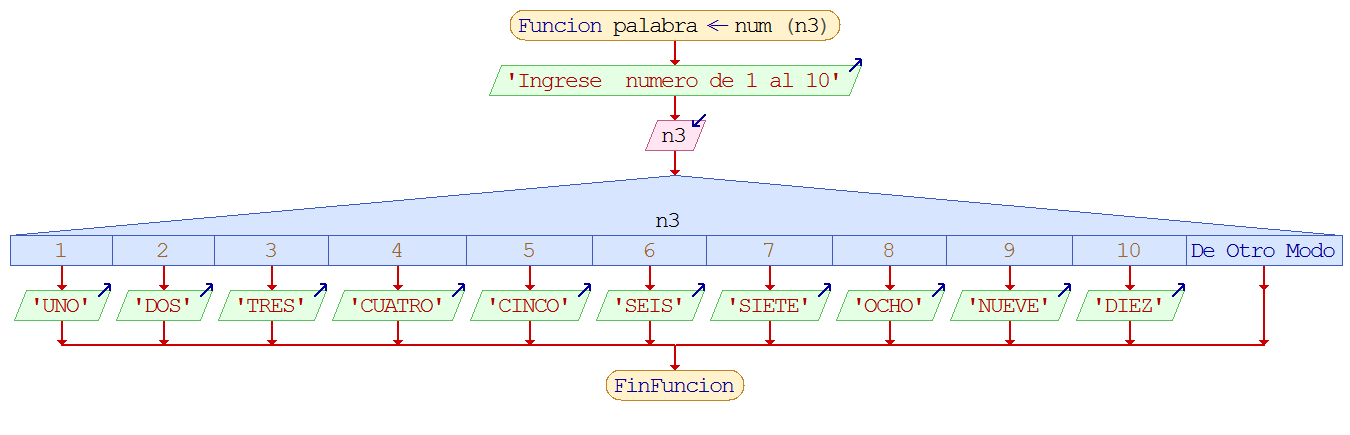 Funcion palabra <- num (n3)
'Ingrese  numero de 1 al 10'
n3
n3
1 2 3 4 5 6 7 8 9 10 De Otro Modo
'UNO' 'DOS' 'TRES' 'CUATRO' 'CINCO' 'SEIS' 'SIETE' 'OCHO' 'NUEVE' 'DIEZ'
FinFuncion